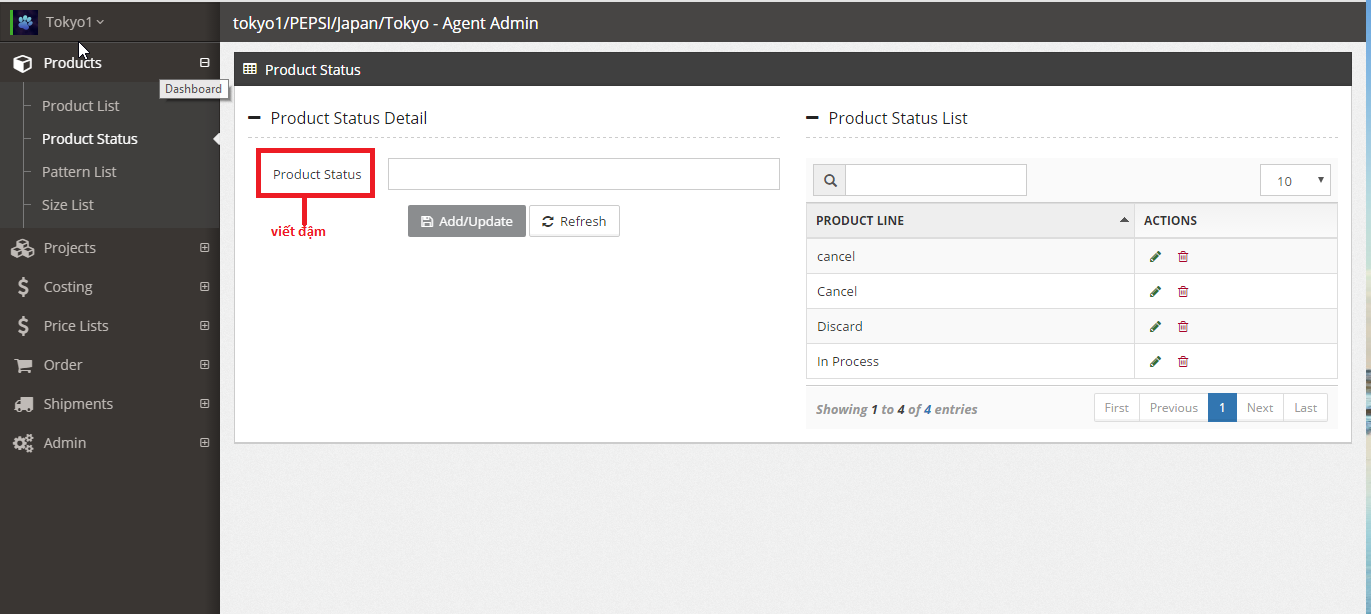 Tokyo1
tokyo1/PEPSI/Japan/Tokyo - Agent Admin
Products
Dashboard
Product List
Product Status
Pattern List
Size List
Projects
Costing
Price Lists
Order
Shipments
Admin
Product Status
Product Status Detail
Product Status
viết đậm
Add/Update
Refresh
Product Status List
10
PRODUCT LINE
ACTIONS
cancel
Cancel
Discard
In Process
Showing 1 to 4 of 4 entries
First
Previous
1
Next
Last